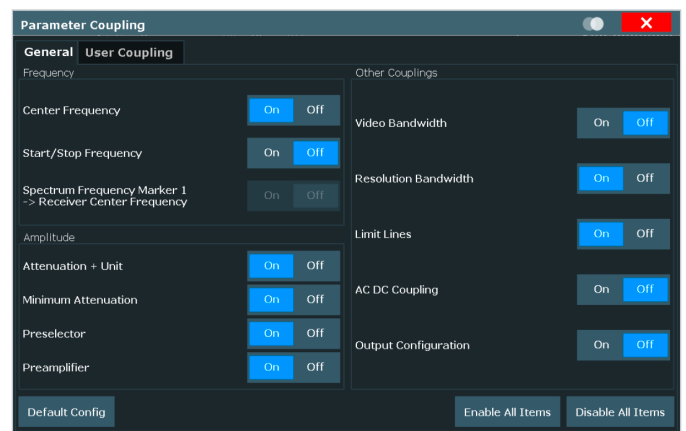 Parameter Coupling
General User Coupling
Frequency
Center Frequency On Off
Start/Stop Frequency On Off
Spectrum Frequency Marker 1
-> Receiver Center Frequency On Off
Amplitude
Attenuation + Unit On Off
Minimum Attenuation On Off
Preselector On Off
Preamplifier On Off
Other Couplings
Video Bandwidth On Off
Resolution Bandwidth On Off
Limit Lines On Off
AC DC Coupling On Off
Output Configuration On Off
Default Config Enable All Items Disable All Items